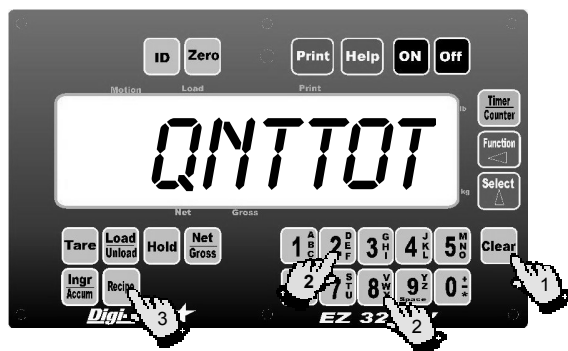 ID Zero Print Help ON Off
Motion Load Print
lb
Timer
Counter
QNTTOT
Function
Select
kg
Net Gross
Tare Load
Unload Hold Net
Gross
1 A B C 2 D E F 3 G H I 4 J K L 5 M N O Clear
Ingr
Accum Recipe
7 S T U 8 V W X 9 Y Z Space 0 + - *
2 1
3 2
EZ 32